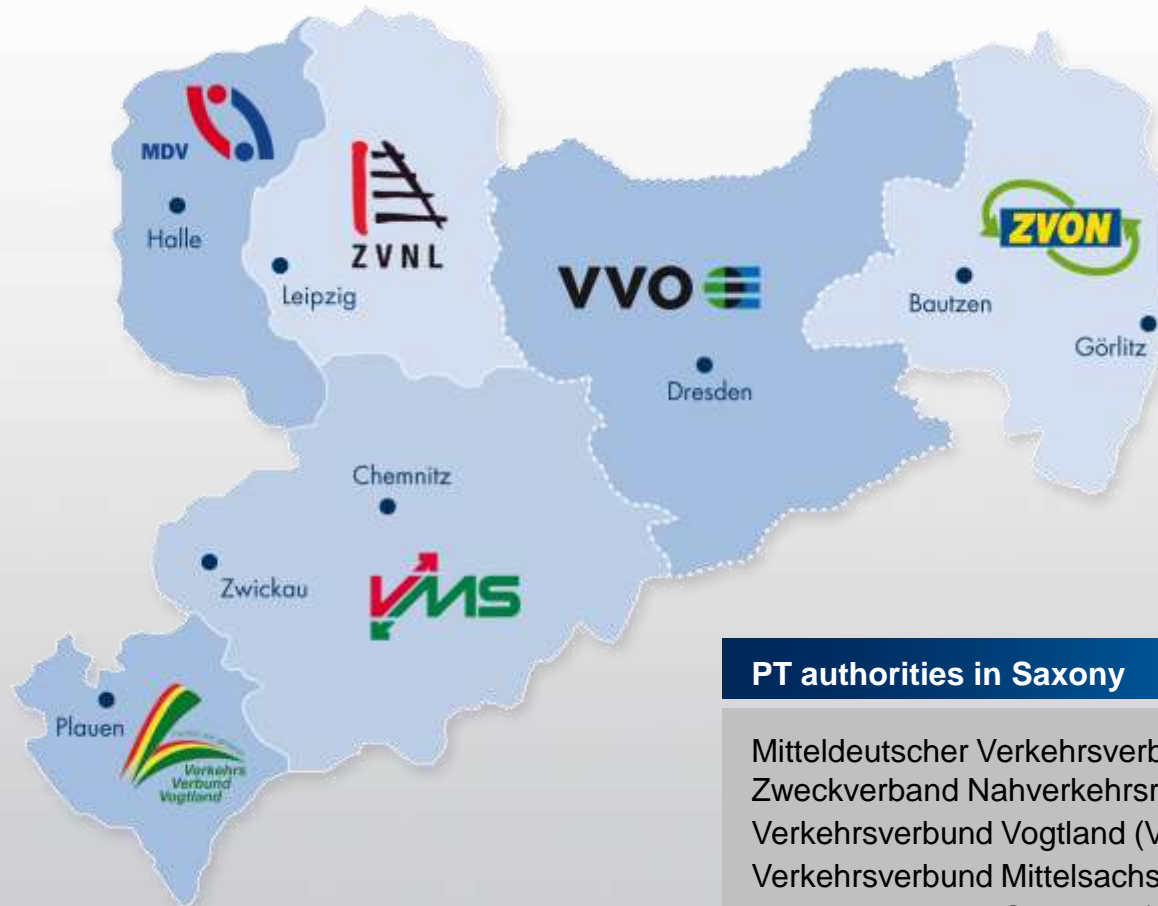 MDV
Halle
ZVNL
Leipzig
VVO
Dresden
ZVON
Bautzen
Görlitz
Chemnitz
Zwickau
VMS
Plauen
Verkehrs
Verbund
Vogtland
PT authorities in Saxony
Mitteldeutscher Verkehrsverb
Zweckverband Nahverkehrsr
Verkehrsverbund Vogtland (V
Verkehrsverbund Mittelsachs